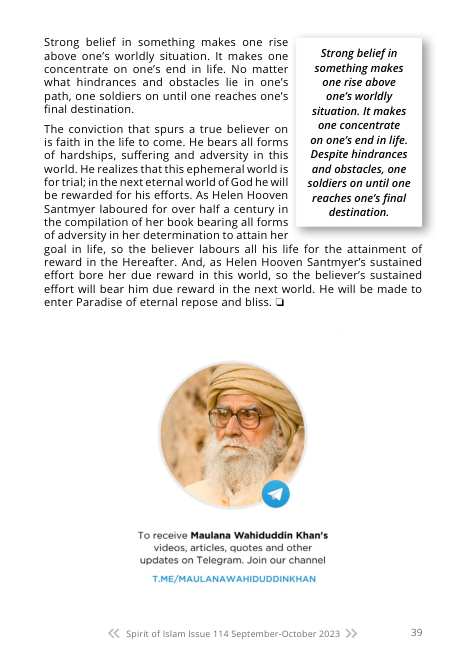 Strong belief in something makes one rise
above one's worldly situation. It makes one
concentrate on one's end in life. No matter
what hindrances and obstacles lie in one's
path, one soldiers on until one reaches one's
final destination.
The conviction that spurs a true believer on
is faith in the life to come. He bears all forms
of hardships, suffering and adversity in this
world. He realizes that this ephemeral world is
for trial; in the next eternal world of God he will
be rewarded for his efforts. As Helen Hooven
Santmyer laboured for over half a century in
the compilation of her book bearing all forms
of adversity in her determination to attain her
goal in life, so the believer labours all his life for the attainment of
reward in the Hereafter. And, as Helen Hooven Santmyer's sustained
effort bore her due reward in this world, so the believer's sustained
effort will bear him due reward in the next world. He will be made to
enter Paradise of eternal repose and bliss. ❏
Strong belief in
something makes
one rise above
one's worldly
situation. It makes
one concentrate
on one's end in life.
Despite hindrances
and obstacles, one
soldiers on until one
reaches one's final
destination.
To receive Maulana Wahiduddin Khan's
videos, articles, quotes and other
updates on Telegram. Join our channel
T.ME/MAULANAWAHIDUDDINKHAN
Spirit of Islam Issue 114 September-October 2023
39